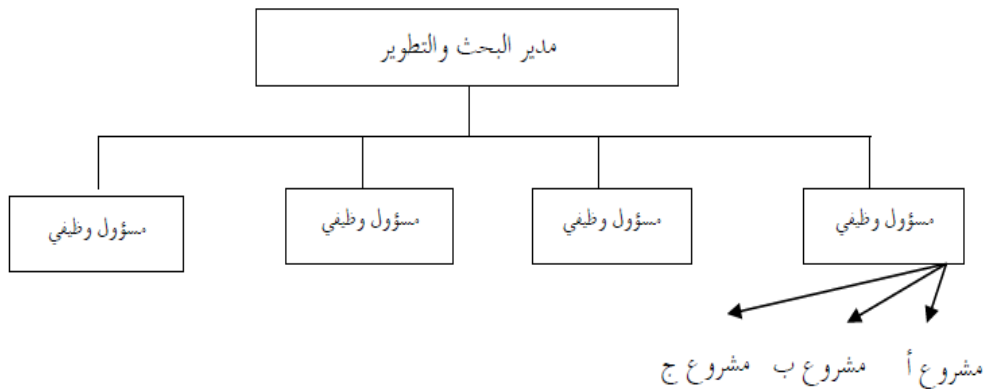 مدير البحث والتطوير
مسؤول وظيفي
مسؤول وظيفي
مسؤول وظيفي
مسؤول وظيفي
مشروع أ
مشروع ب
مشروع ج